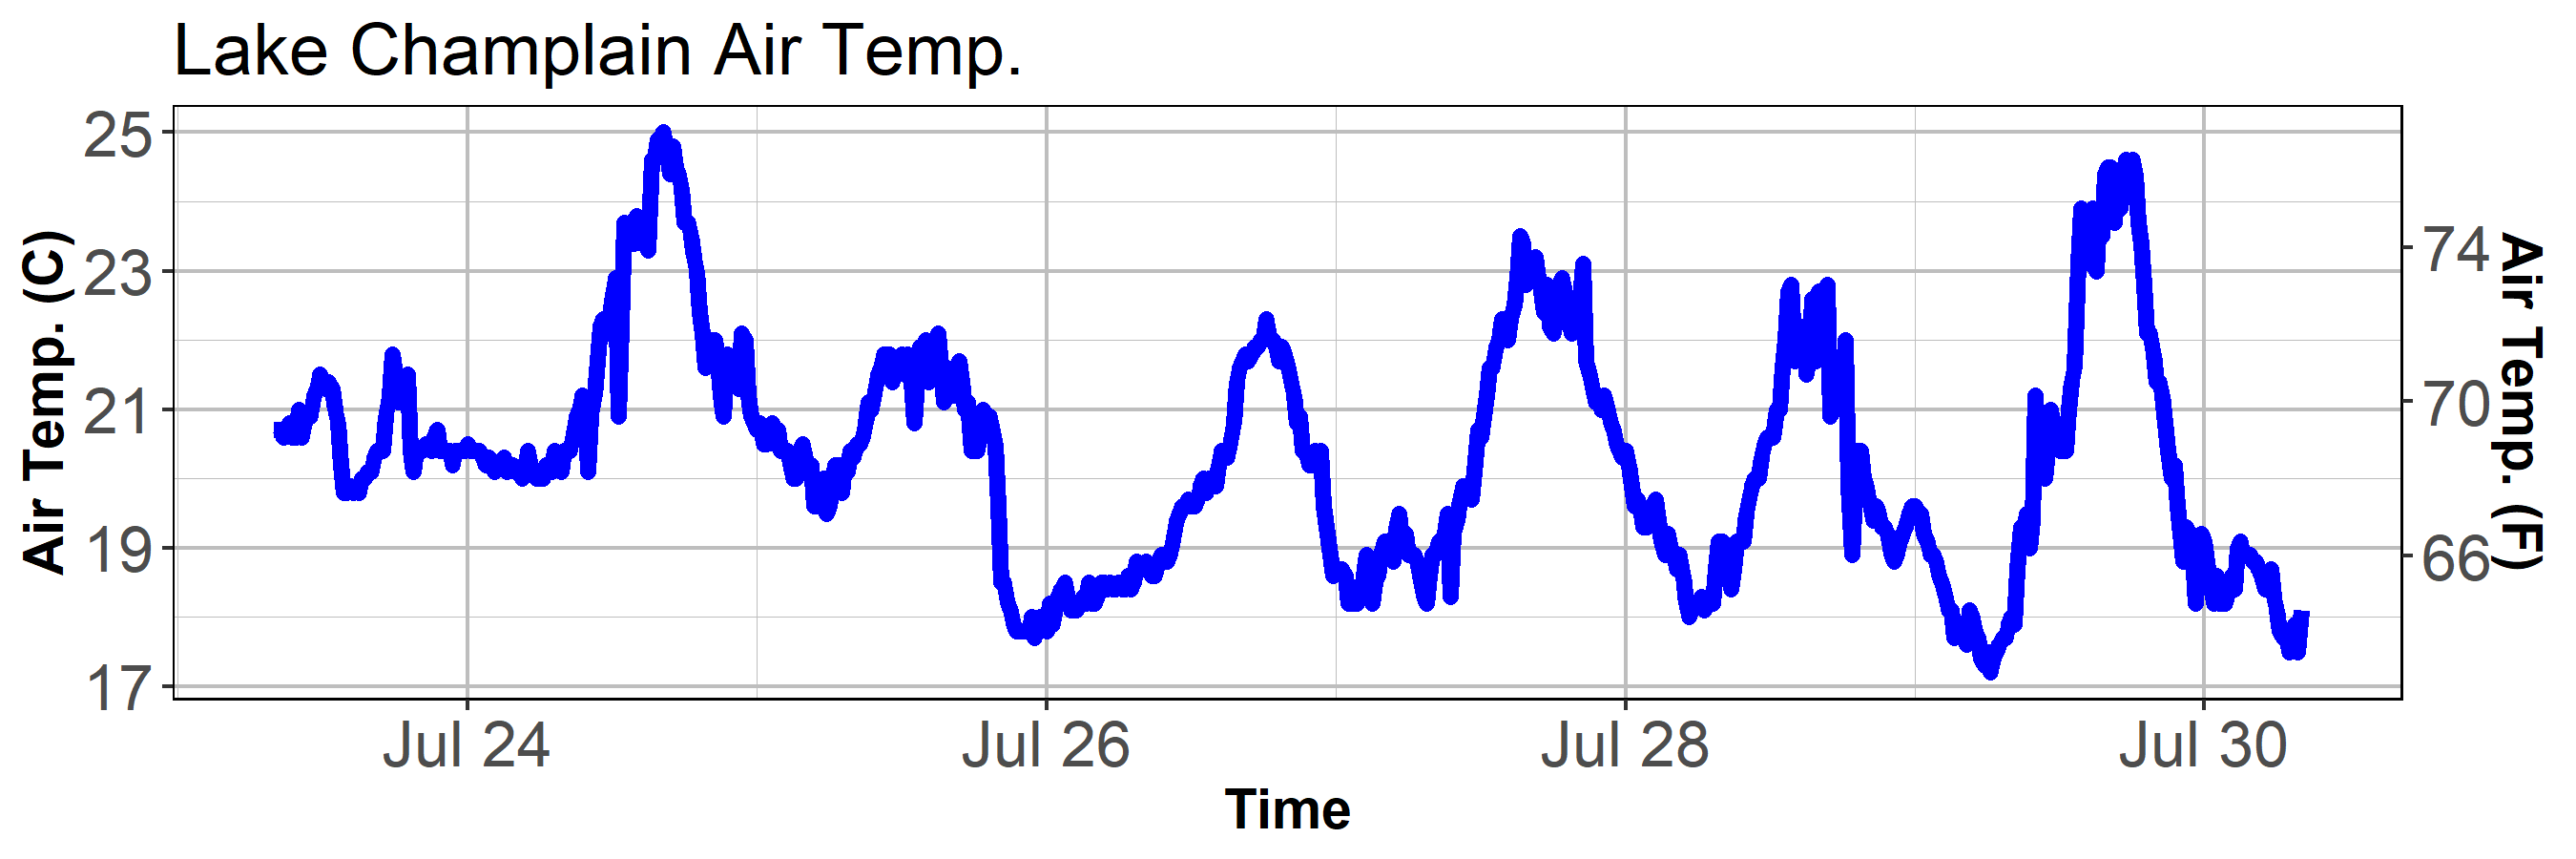 Lake Champlain Air Temp.
25
23
21
19
17
Air Temp. (C)
74
70
66
Air Temp. (F)
Jul 24 Jul 26 Jul 28 Jul 30
Time